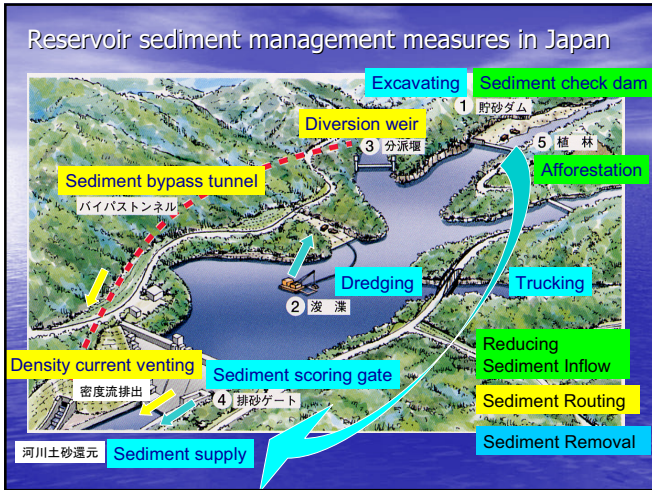 Reservoir sediment management measures in Japan
Excavating
Sediment check dam
① 貯砂ダム
Diversion weir
③ 分派堰
⑤ 植 林
Afforestation
Sediment bypass tunnel
バイパストンネル
Dredging
② 浚 渫
Trucking
Density current venting
密度流排出
Sediment scoring gate
④ 排砂ゲート
Reducing
Sediment Inflow
Sediment Routing
Sediment Removal
河川土砂還元
Sediment supply